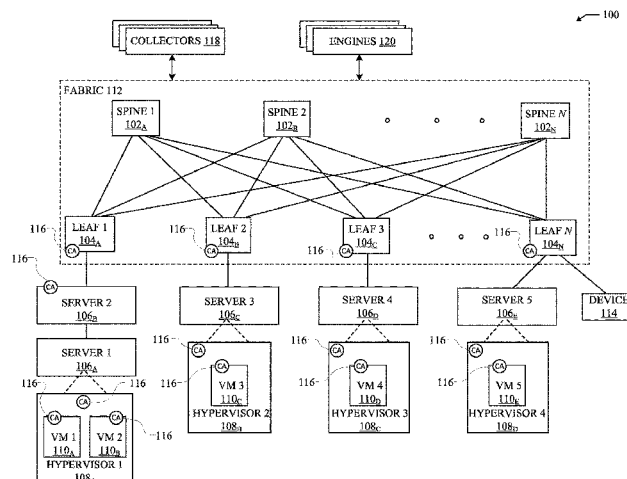 100
COLLECTORS 118
ENGINES 120
FABRIC 112
SPINE 1
102A
SPINE 2
102B
SPINE N
102N
116
LEAF 1
104A
CA
116
LEAF 2
104B
CA
116
LEAF 3
104C
CA
116
LEAF N
104N
CA
116
CA
SERVER 2
106B
SERVER 3
106C
SERVER 4
106D
SERVER 5
106E
DEVICE
114
SERVER 1
106A
116
CA
116
CA
VM 1
110A
CA
VM 2
110B
116
HYPERVISOR 1
116
CA
116
CA
VM 3
110C
HYPERVISOR 2
108B
116
CA
116
CA
VM 4
110D
HYPERVISOR 3
108C
116
CA
116
CA
VM 5
110E
HYPERVISOR 4
108D